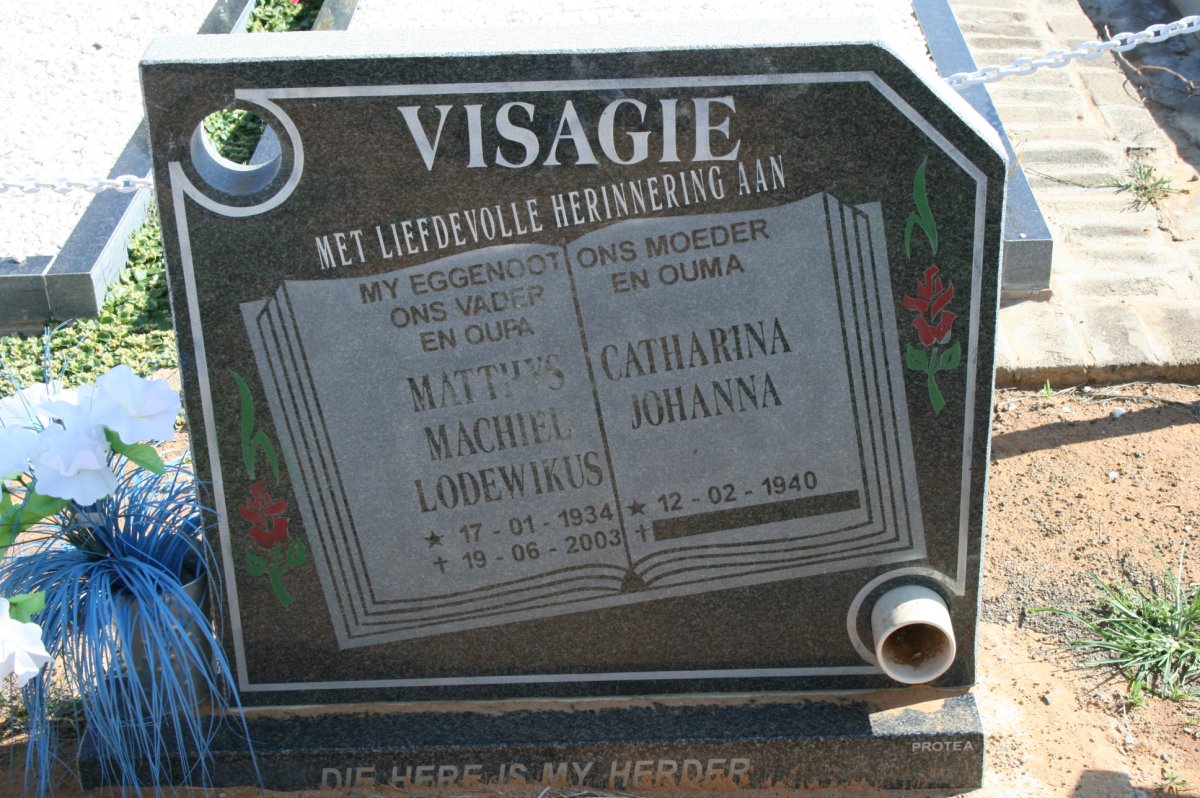 VISAGIE
MET LIEFDEVOLLE HERINNERING AAN
MY EGGENOOT
ONS VADER
EN OUPA
MATTHYS
MACHIEL
LODEWIKUS
★ 17-01-1934
✝ 19-06-2003
ONS MOEDER
EN OUMA
CATHARINA
JOHANNA
★ 12-02-1940
✝
PROTEA
DIE HERE IS MY HERDER